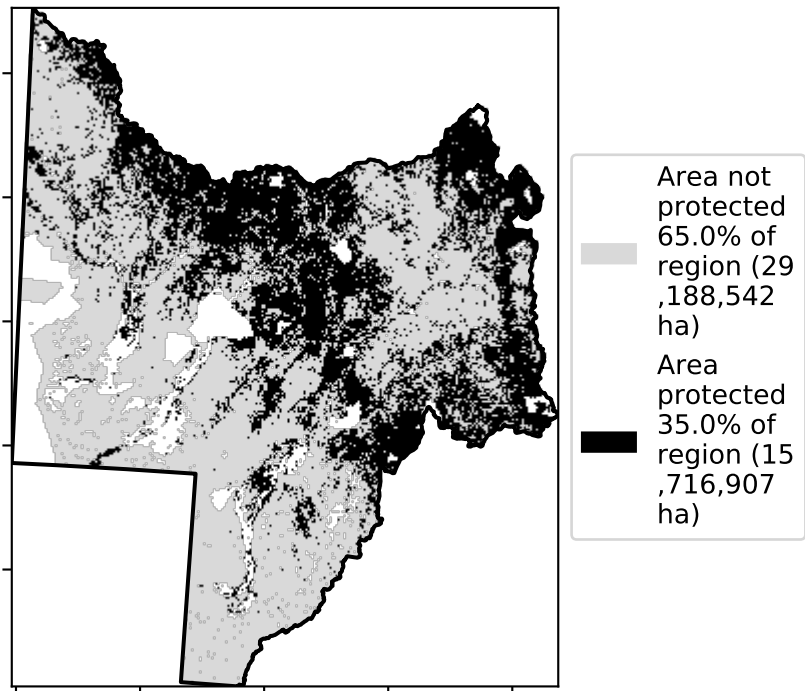 Area not
protected
65.0% of
region (29
,188,542
ha)
Area
protected
35.0% of
region (15
,716,907
ha)